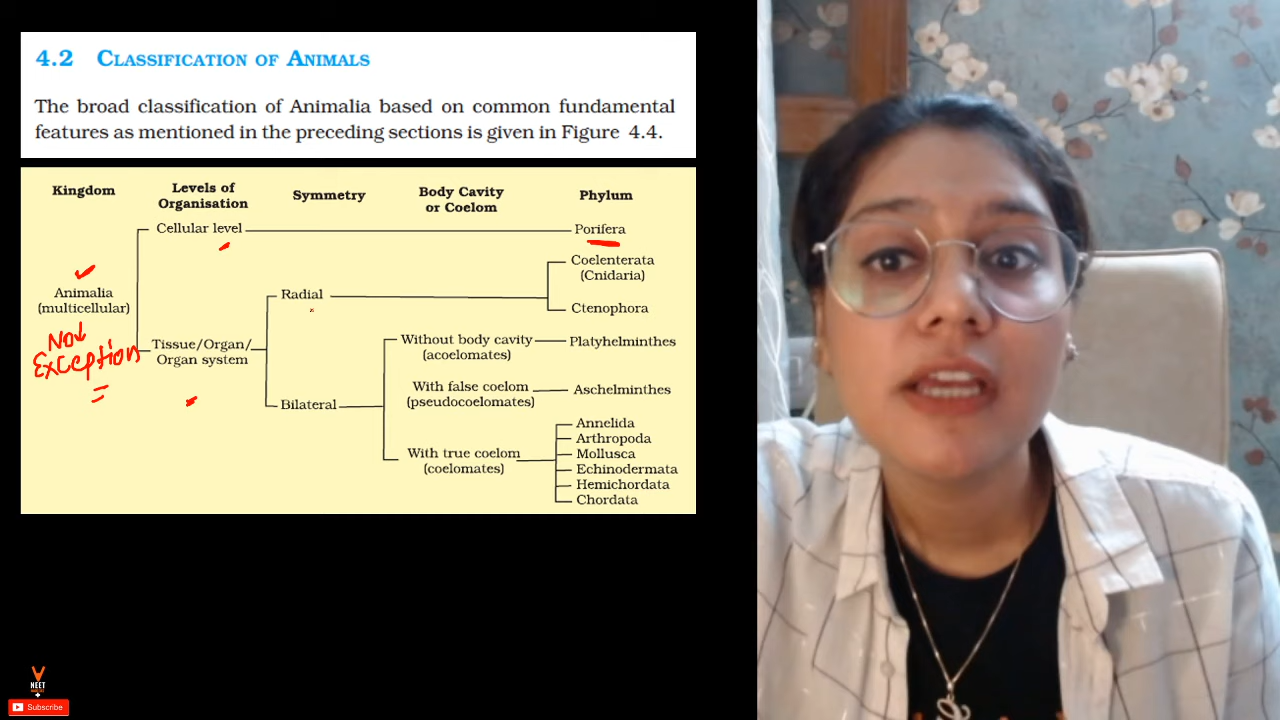 4.2 CLASSIFICATION OF ANIMALS
The broad classification of Animalia based on common fundamental
features as mentioned in the preceding sections is given in Figure 4.4.
Kingdom
Levels of
Organisation
Symmetry
Body Cavity
or Coelom
Phylum
Cellular level
Porifera
Coelenterata
(Cnidaria)
Animalia
(multicellular)
Radial
Ctenophora
Not
Exception
Tissue/Organ/
Organ system
Without body cavity
(acoelomates)
Platyhelminthes
With false coelom
(pseudocoelomates)
Aschelminthes
Bilateral
With true coelom
(coelomates)
Annelida
Arthropoda
Mollusca
Echinodermata
Hemichordata
Chordata
NEET
Subscribe